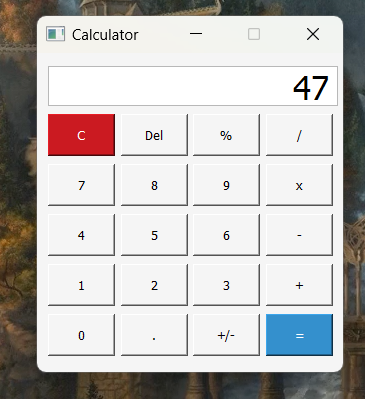 Calculator
47
C Del % /
7 8 9 x
4 5 6 -
1 2 3 +
0 . +/- =